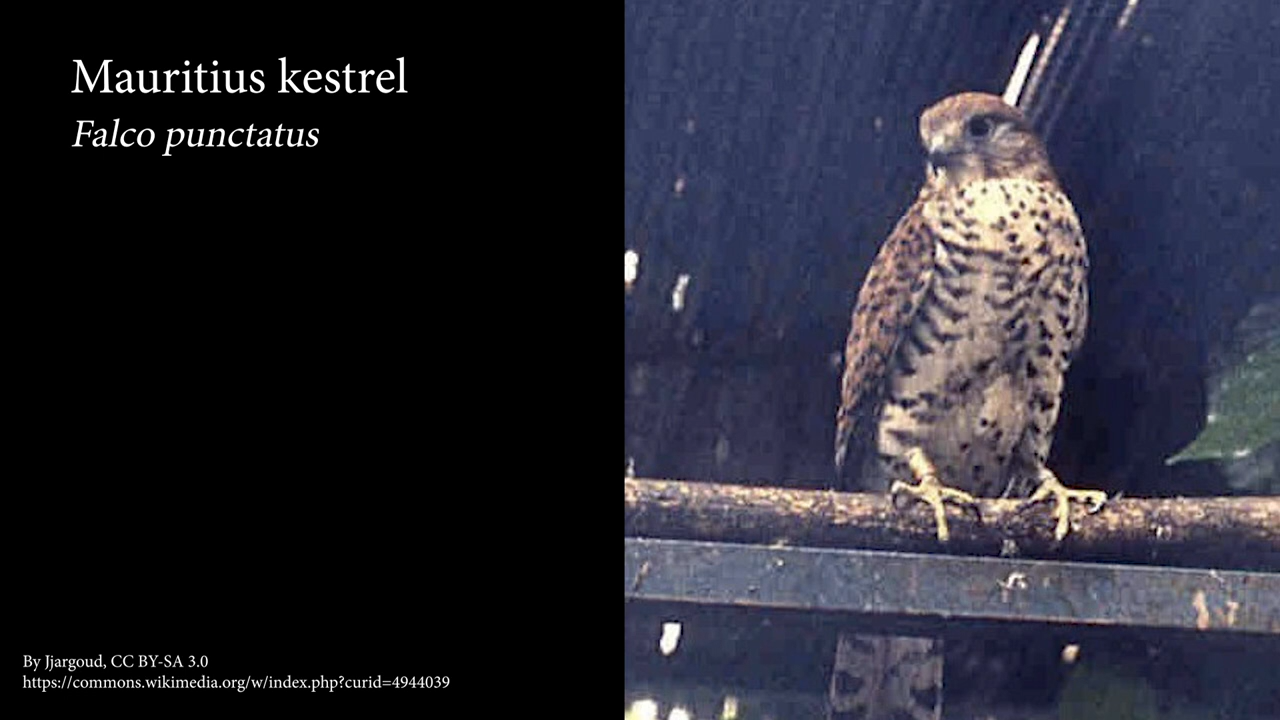 Mauritius kestrel
Falco punctatus
By Jjargoud, CC BY-SA 3.0
https://commons.wikimedia.org/w/index.php?curid=4944039